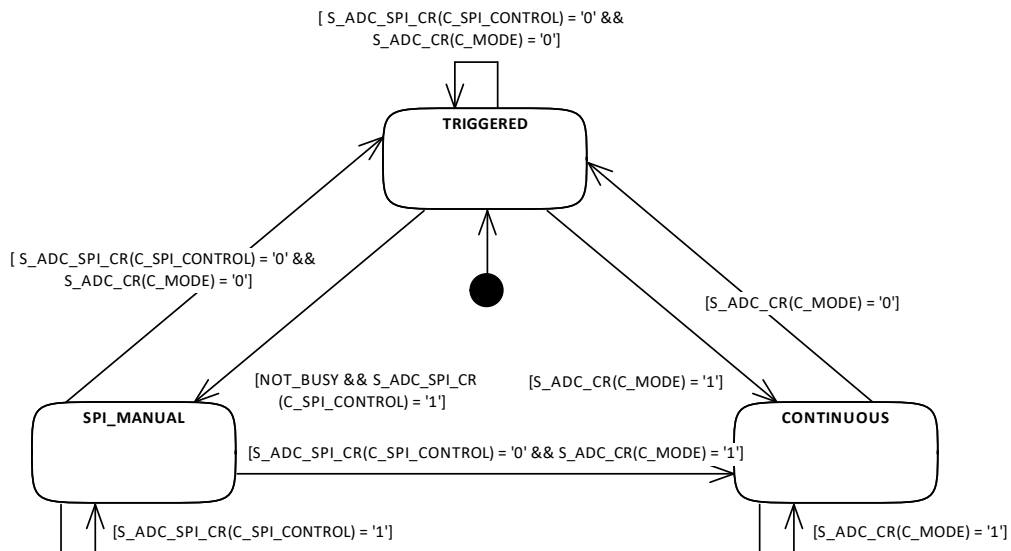 [ S_ADC_SPI_CR(C_SPI_CONTROL) = '0' &&
S_ADC_CR(C_MODE) = '0']
TRIGGERED
[ S_ADC_SPI_CR(C_SPI_CONTROL) = '0' &&
S_ADC_CR(C_MODE) = '0']
[S_ADC_CR(C_MODE) = '0']
[NOT_BUSY && S_ADC_SPI_CR
(C_SPI_CONTROL) = '1']
[S_ADC_CR(C_MODE) = '1']
SPI_MANUAL
CONTINUOUS
[S_ADC_SPI_CR(C_SPI_CONTROL) = '0' && S_ADC_CR(C_MODE) = '1']
[S_ADC_SPI_CR(C_SPI_CONTROL) = '1']
[S_ADC_CR(C_MODE) = '1']